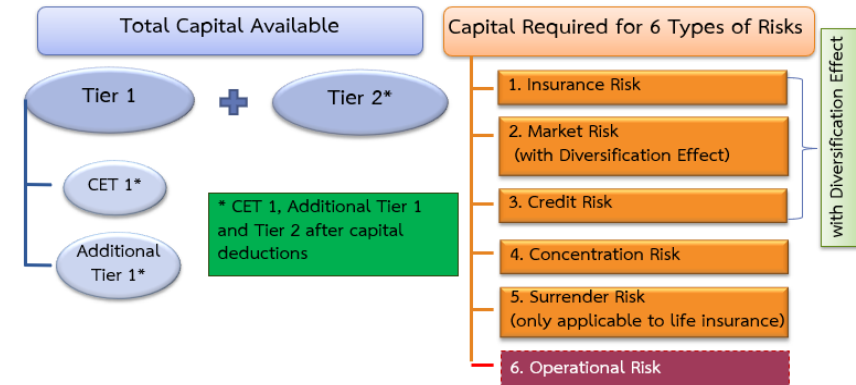 Total Capital Available
Tier 1
Tier 2*
CET 1*
Additional
Tier 1*
* CET 1, Additional Tier 1
and Tier 2 after capital
deductions
Capital Required for 6 Types of Risks
1. Insurance Risk
2. Market Risk
(with Diversification Effect)
3. Credit Risk
4. Concentration Risk
5. Surrender Risk
(only applicable to life insurance)
6. Operational Risk
with Diversification Effect